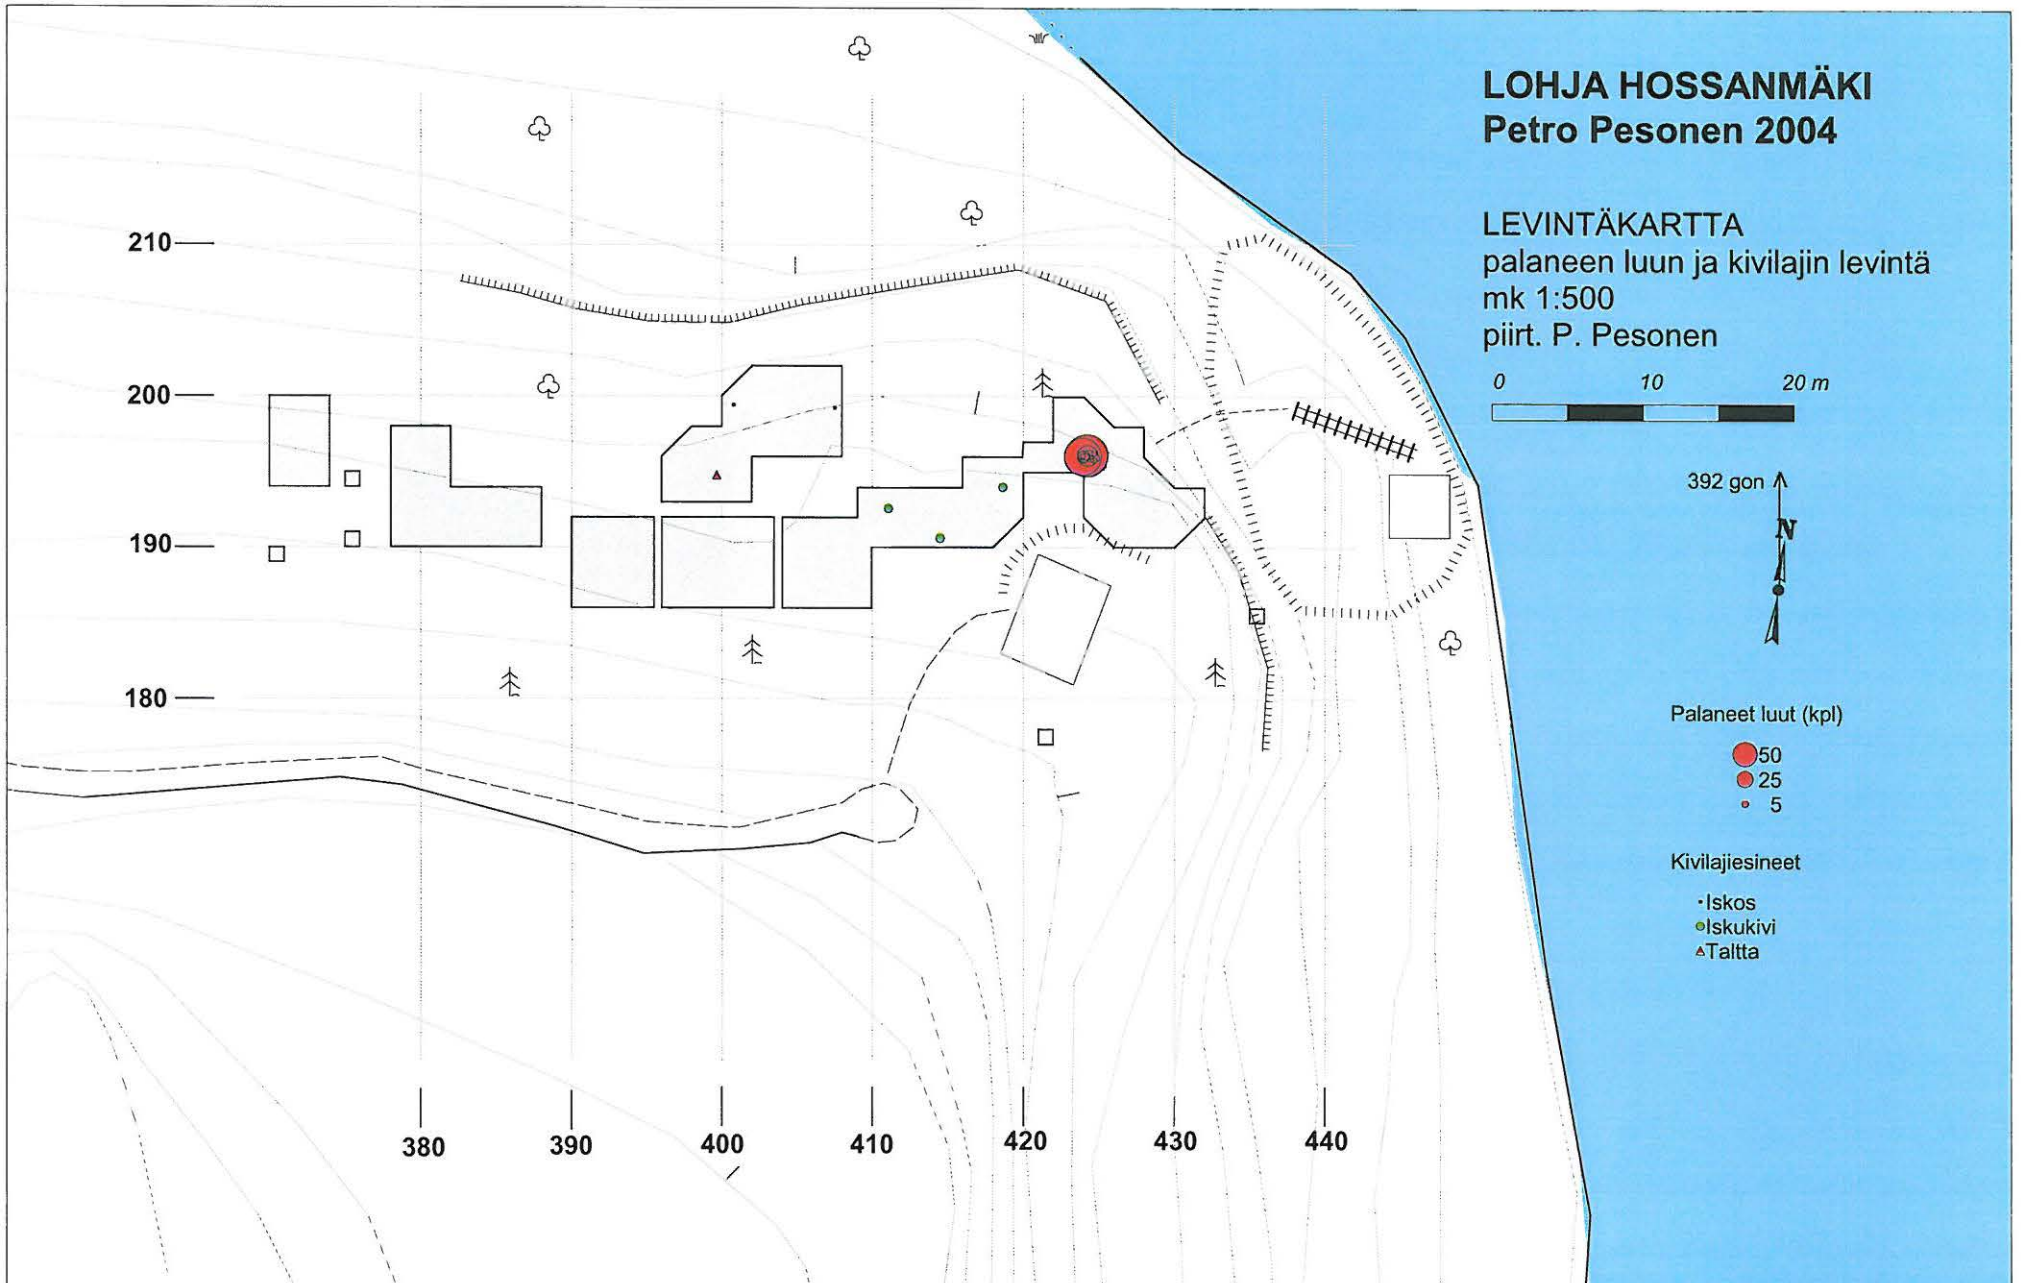 LOHJA HOSSANMÄKI
Petro Pesonen 2004
LEVINTÄKARTTA
palaneen luun ja kivilajin levintä
mk 1:500
piirt. P. Pesonen
0 10 20 m
392 gon
N
Palaneet luut (kpl)
50
25
5
Kivilajiesineet
Iskos
Iskukivi
Taltta
210
200
190
180
380 390 400 410 420 430 440